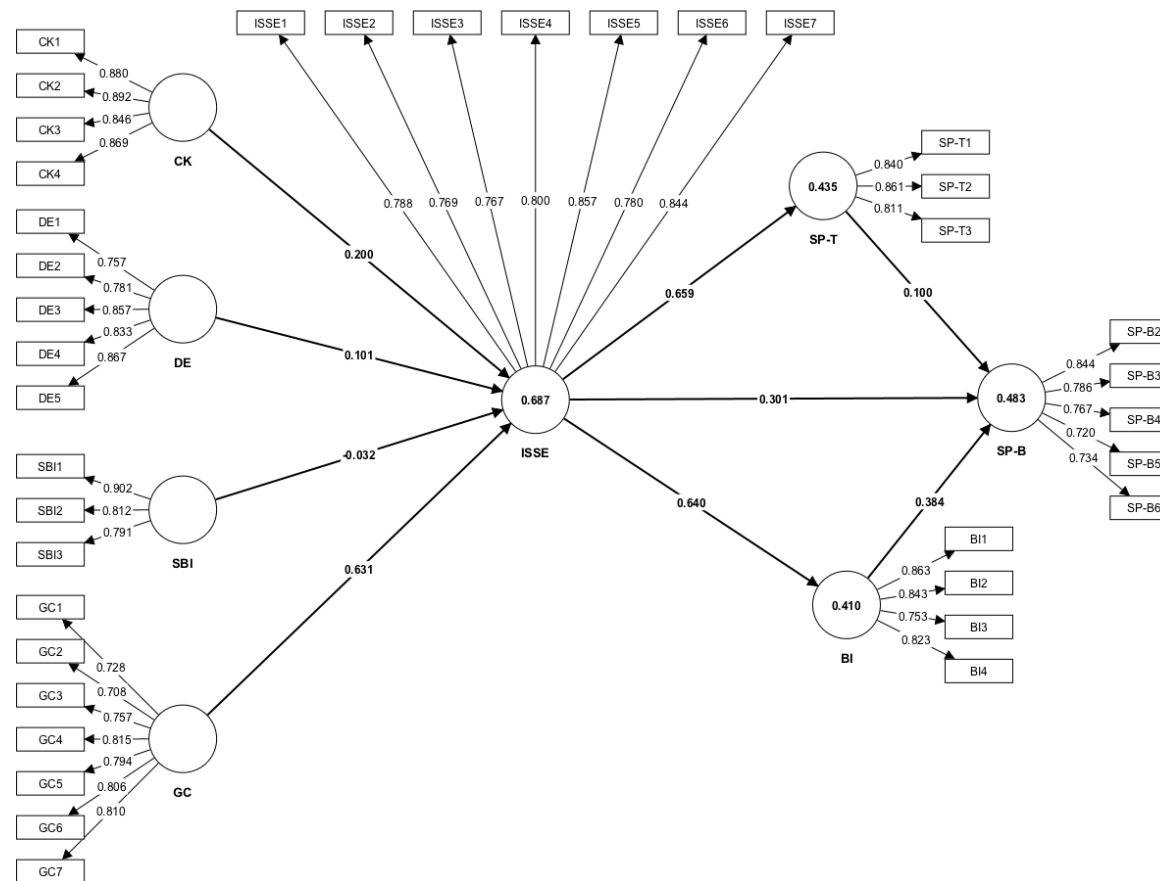 ISSE1
ISSE2
ISSE3
ISSE4
ISSE5
ISSE6
ISSE7
0.788
0.769
0.767
0.800
0.857
0.780
0.844
CK1
CK2
CK3
CK4
0.880
0.892
0.846
0.869
CK
0.200
DE1
DE2
DE3
DE4
DE5
0.757
0.781
0.857
0.833
0.867
DE
0.101
SBI1
SBI2
SBI3
0.902
0.812
0.791
SBI
-0.032
GC1
GC2
GC3
GC4
GC5
GC6
GC7
0.728
0.708
0.757
0.815
0.794
0.806
0.810
GC
0.631
0.687
ISSE
0.659
0.301
0.640
0.435
SP-T
0.840
0.861
0.811
SP-T1
SP-T2
SP-T3
0.100
0.483
SP-B
0.844
0.786
0.767
0.720
0.734
SP-B2
SP-B3
SP-B4
SP-B5
SP-B6
0.384
0.410
BI
0.863
0.843
0.753
0.823
BI1
BI2
BI3
BI4